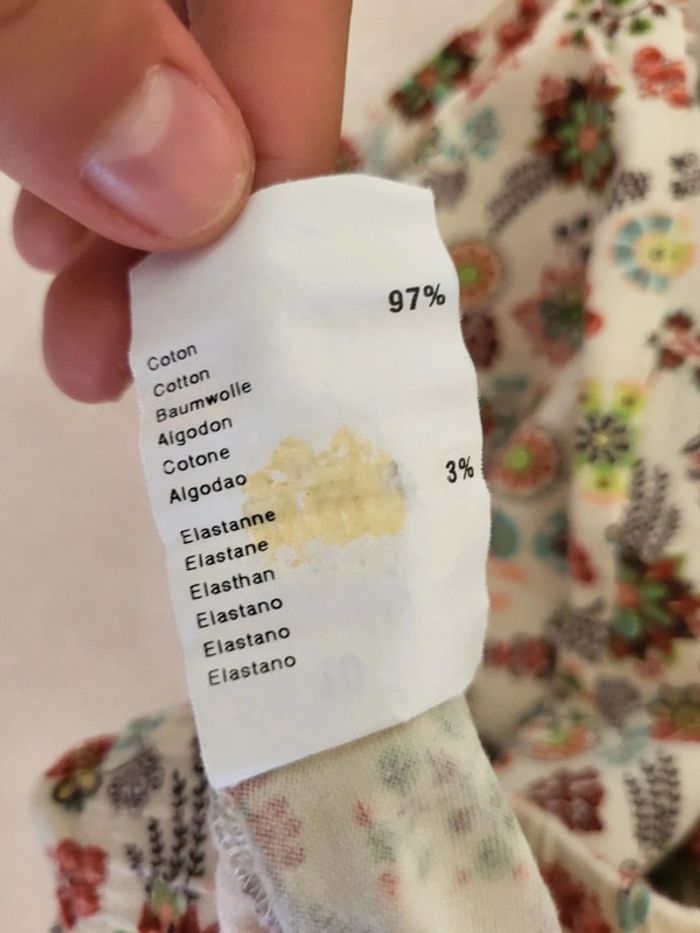 97%
Coton
Cotton
Baumwolle
Algodon
Cotone
Algodao
3%
Elastanne
Elastane
Elasthan
Elastano
Elastano
Elastano